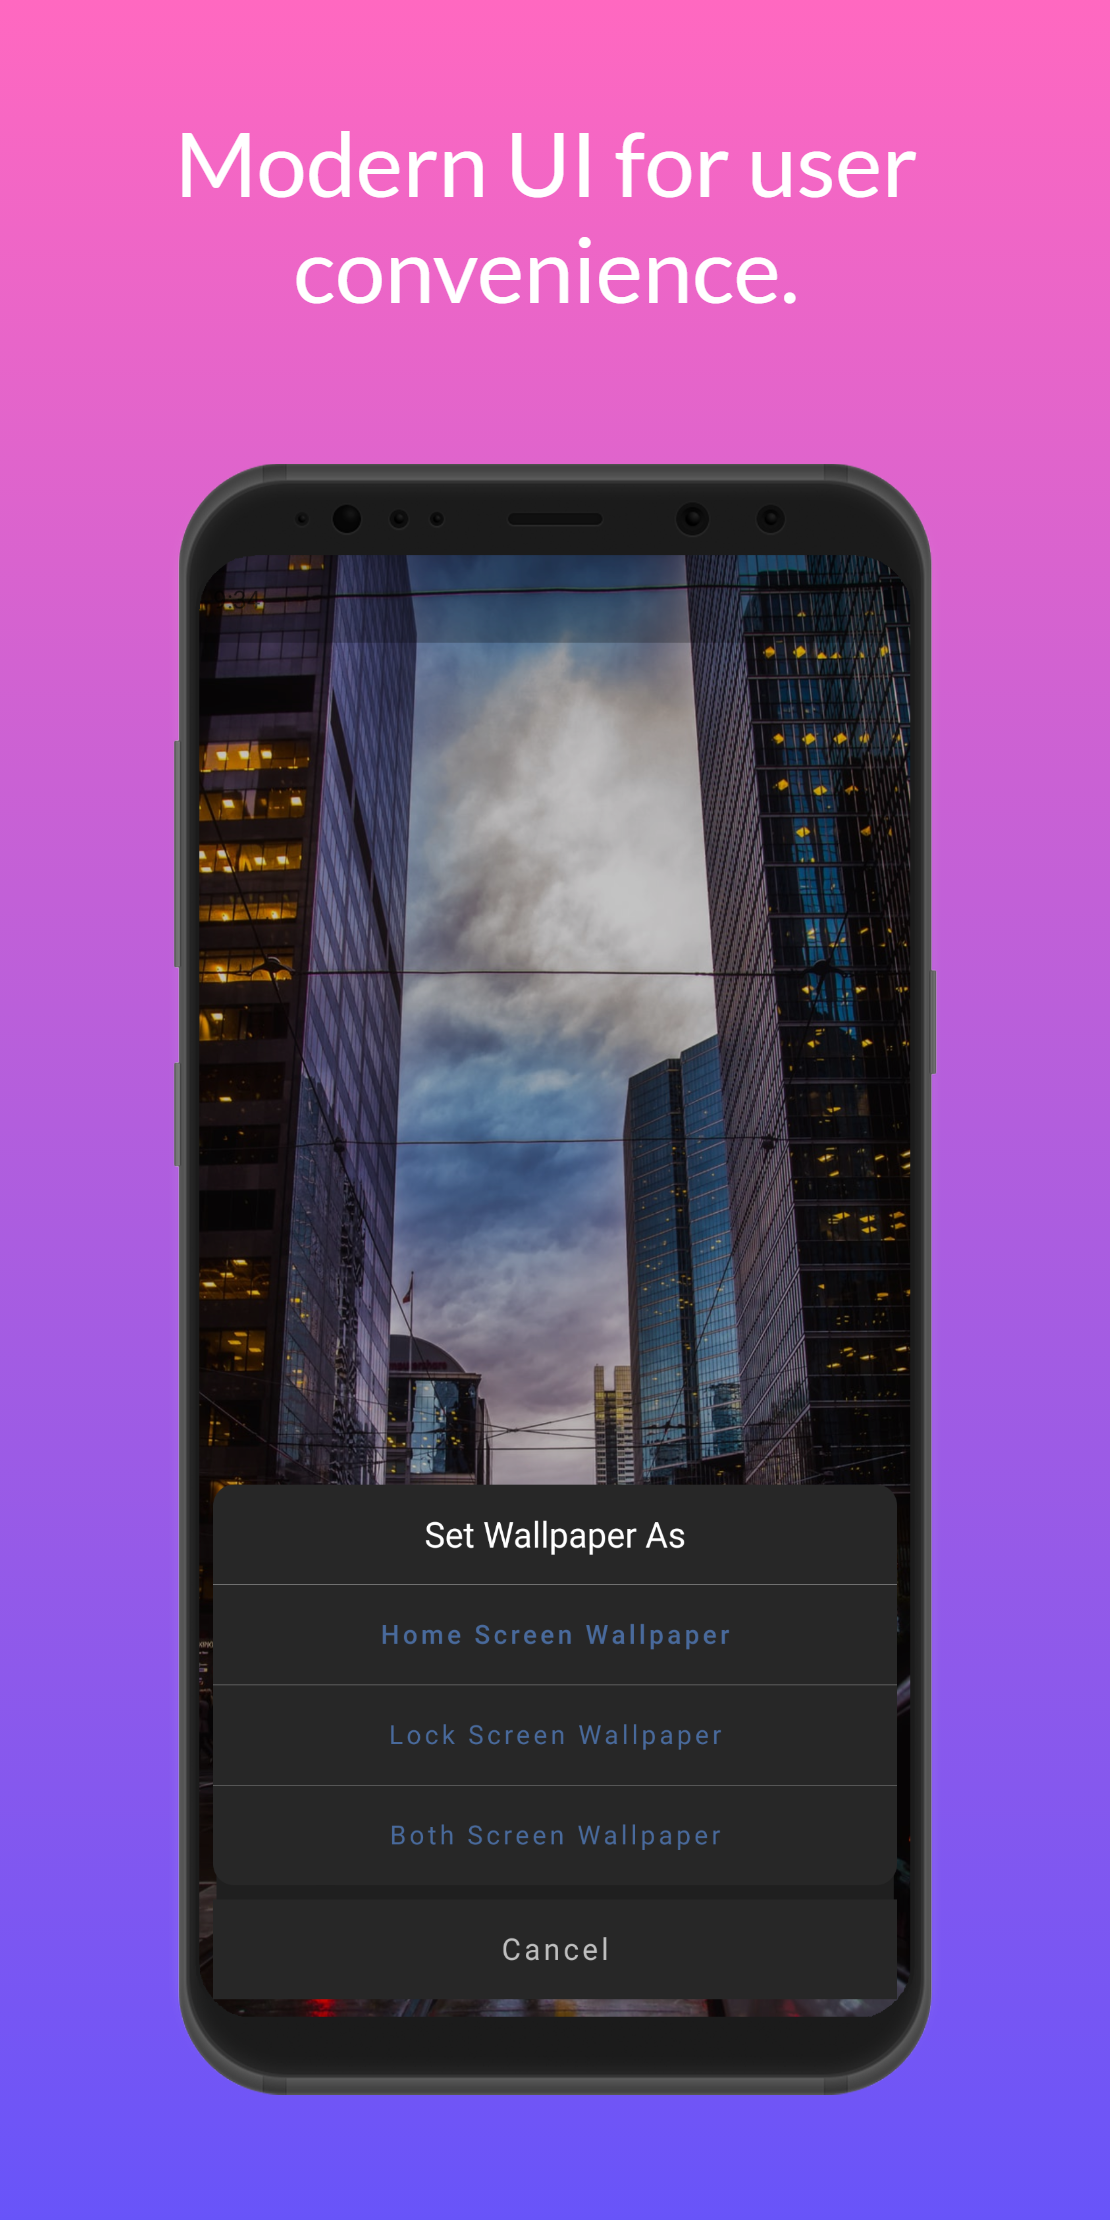 Modern UI for user
convenience.
Set Wallpaper As
Home Screen Wallpaper
Lock Screen Wallpaper
Both Screen Wallpaper
Cancel